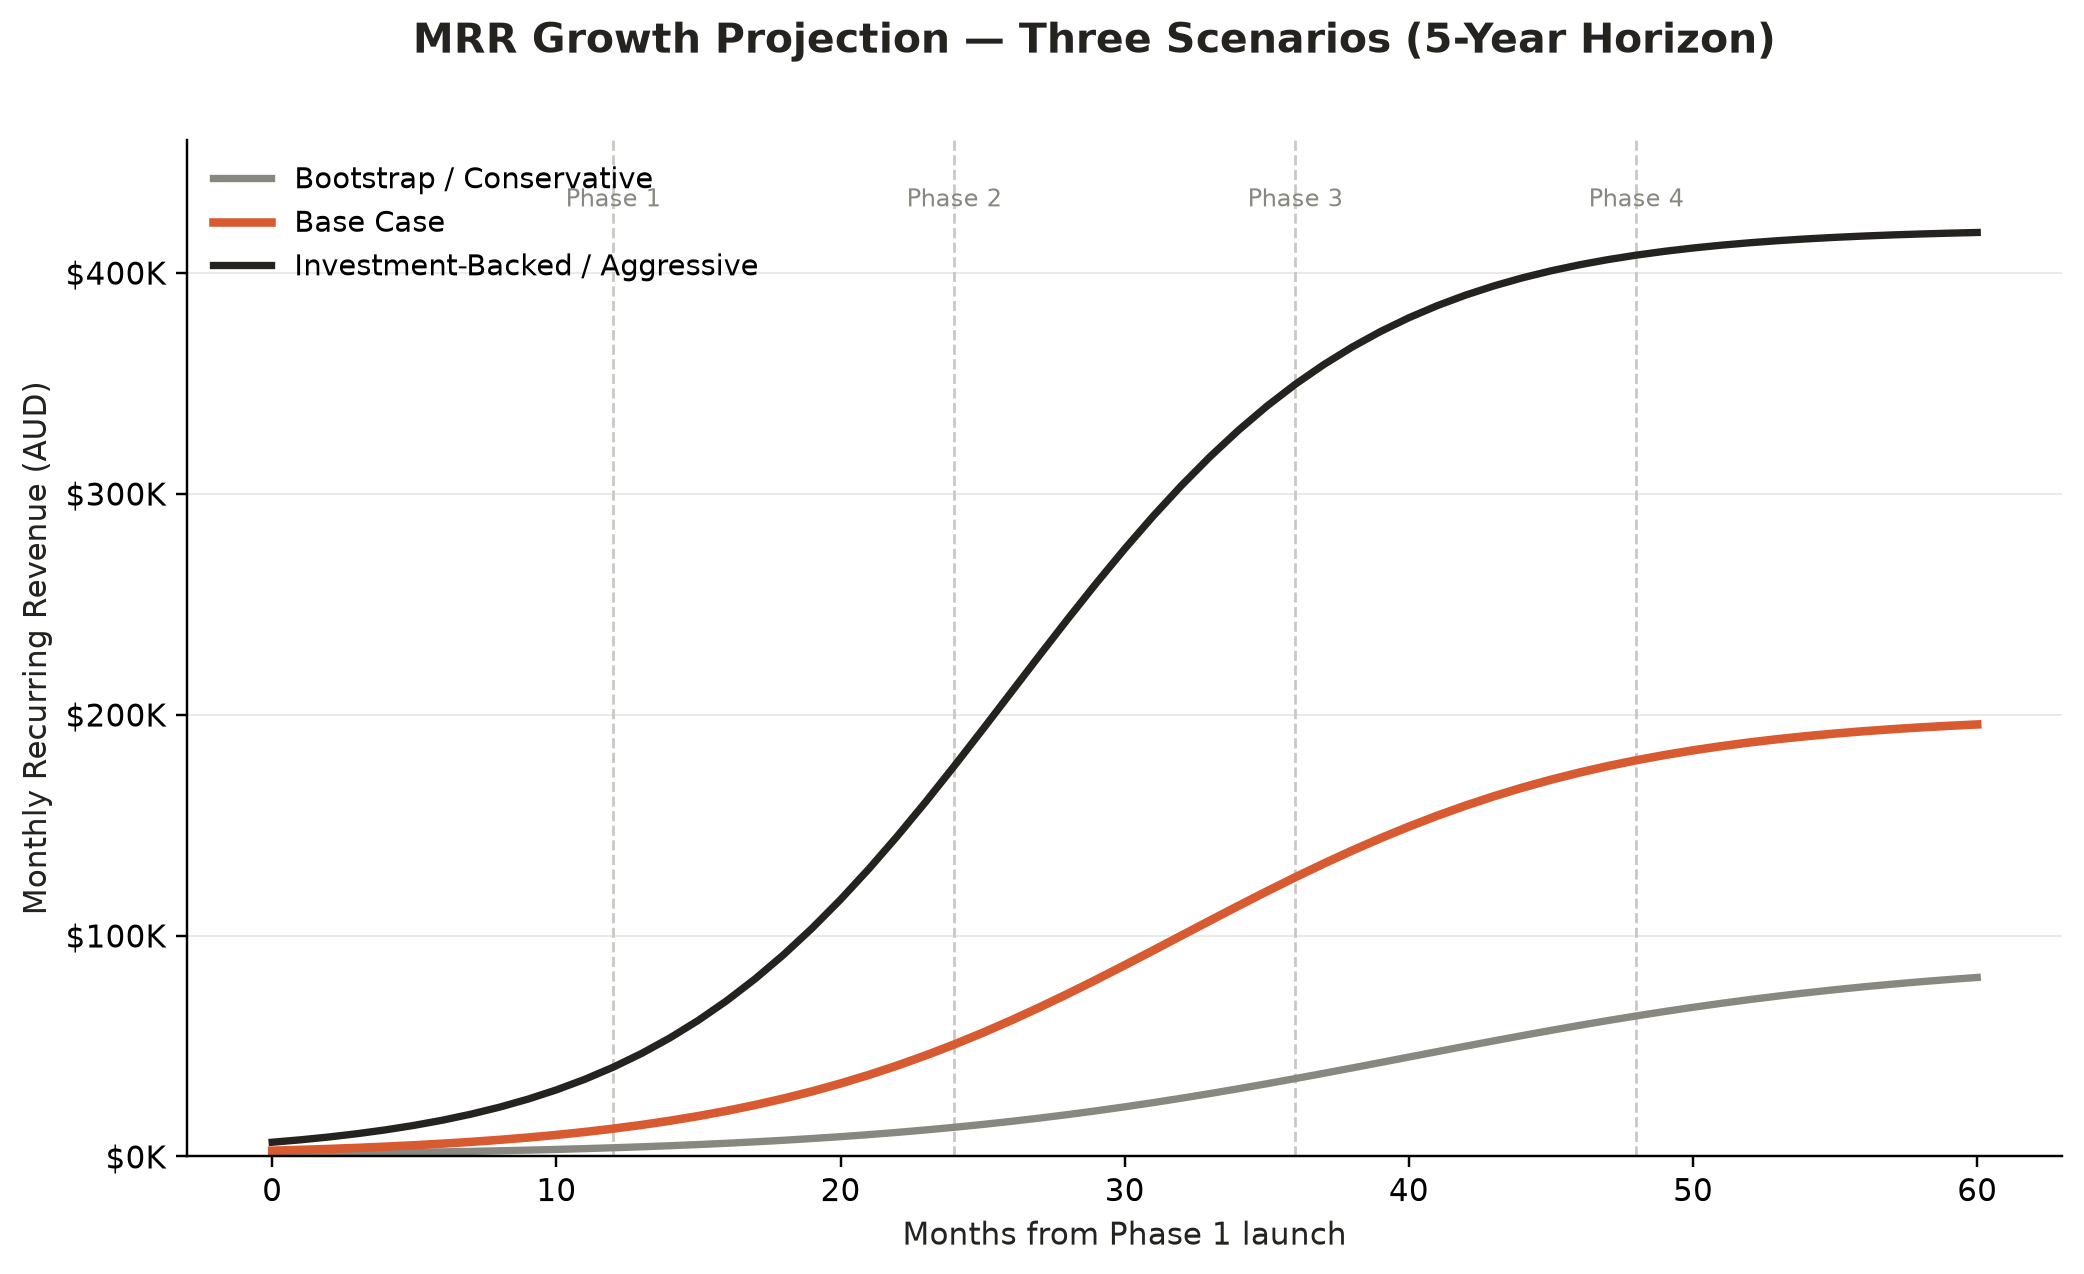 MRR Growth Projection — Three Scenarios (5-Year Horizon)
Bootstrap / Conservative
Base Case
Investment-Backed / Aggressive
Phase 1
Phase 2
Phase 3
Phase 4
Monthly Recurring Revenue (AUD)
$400K
$300K
$200K
$100K
$0K
0 10 20 30 40 50 60
Months from Phase 1 launch